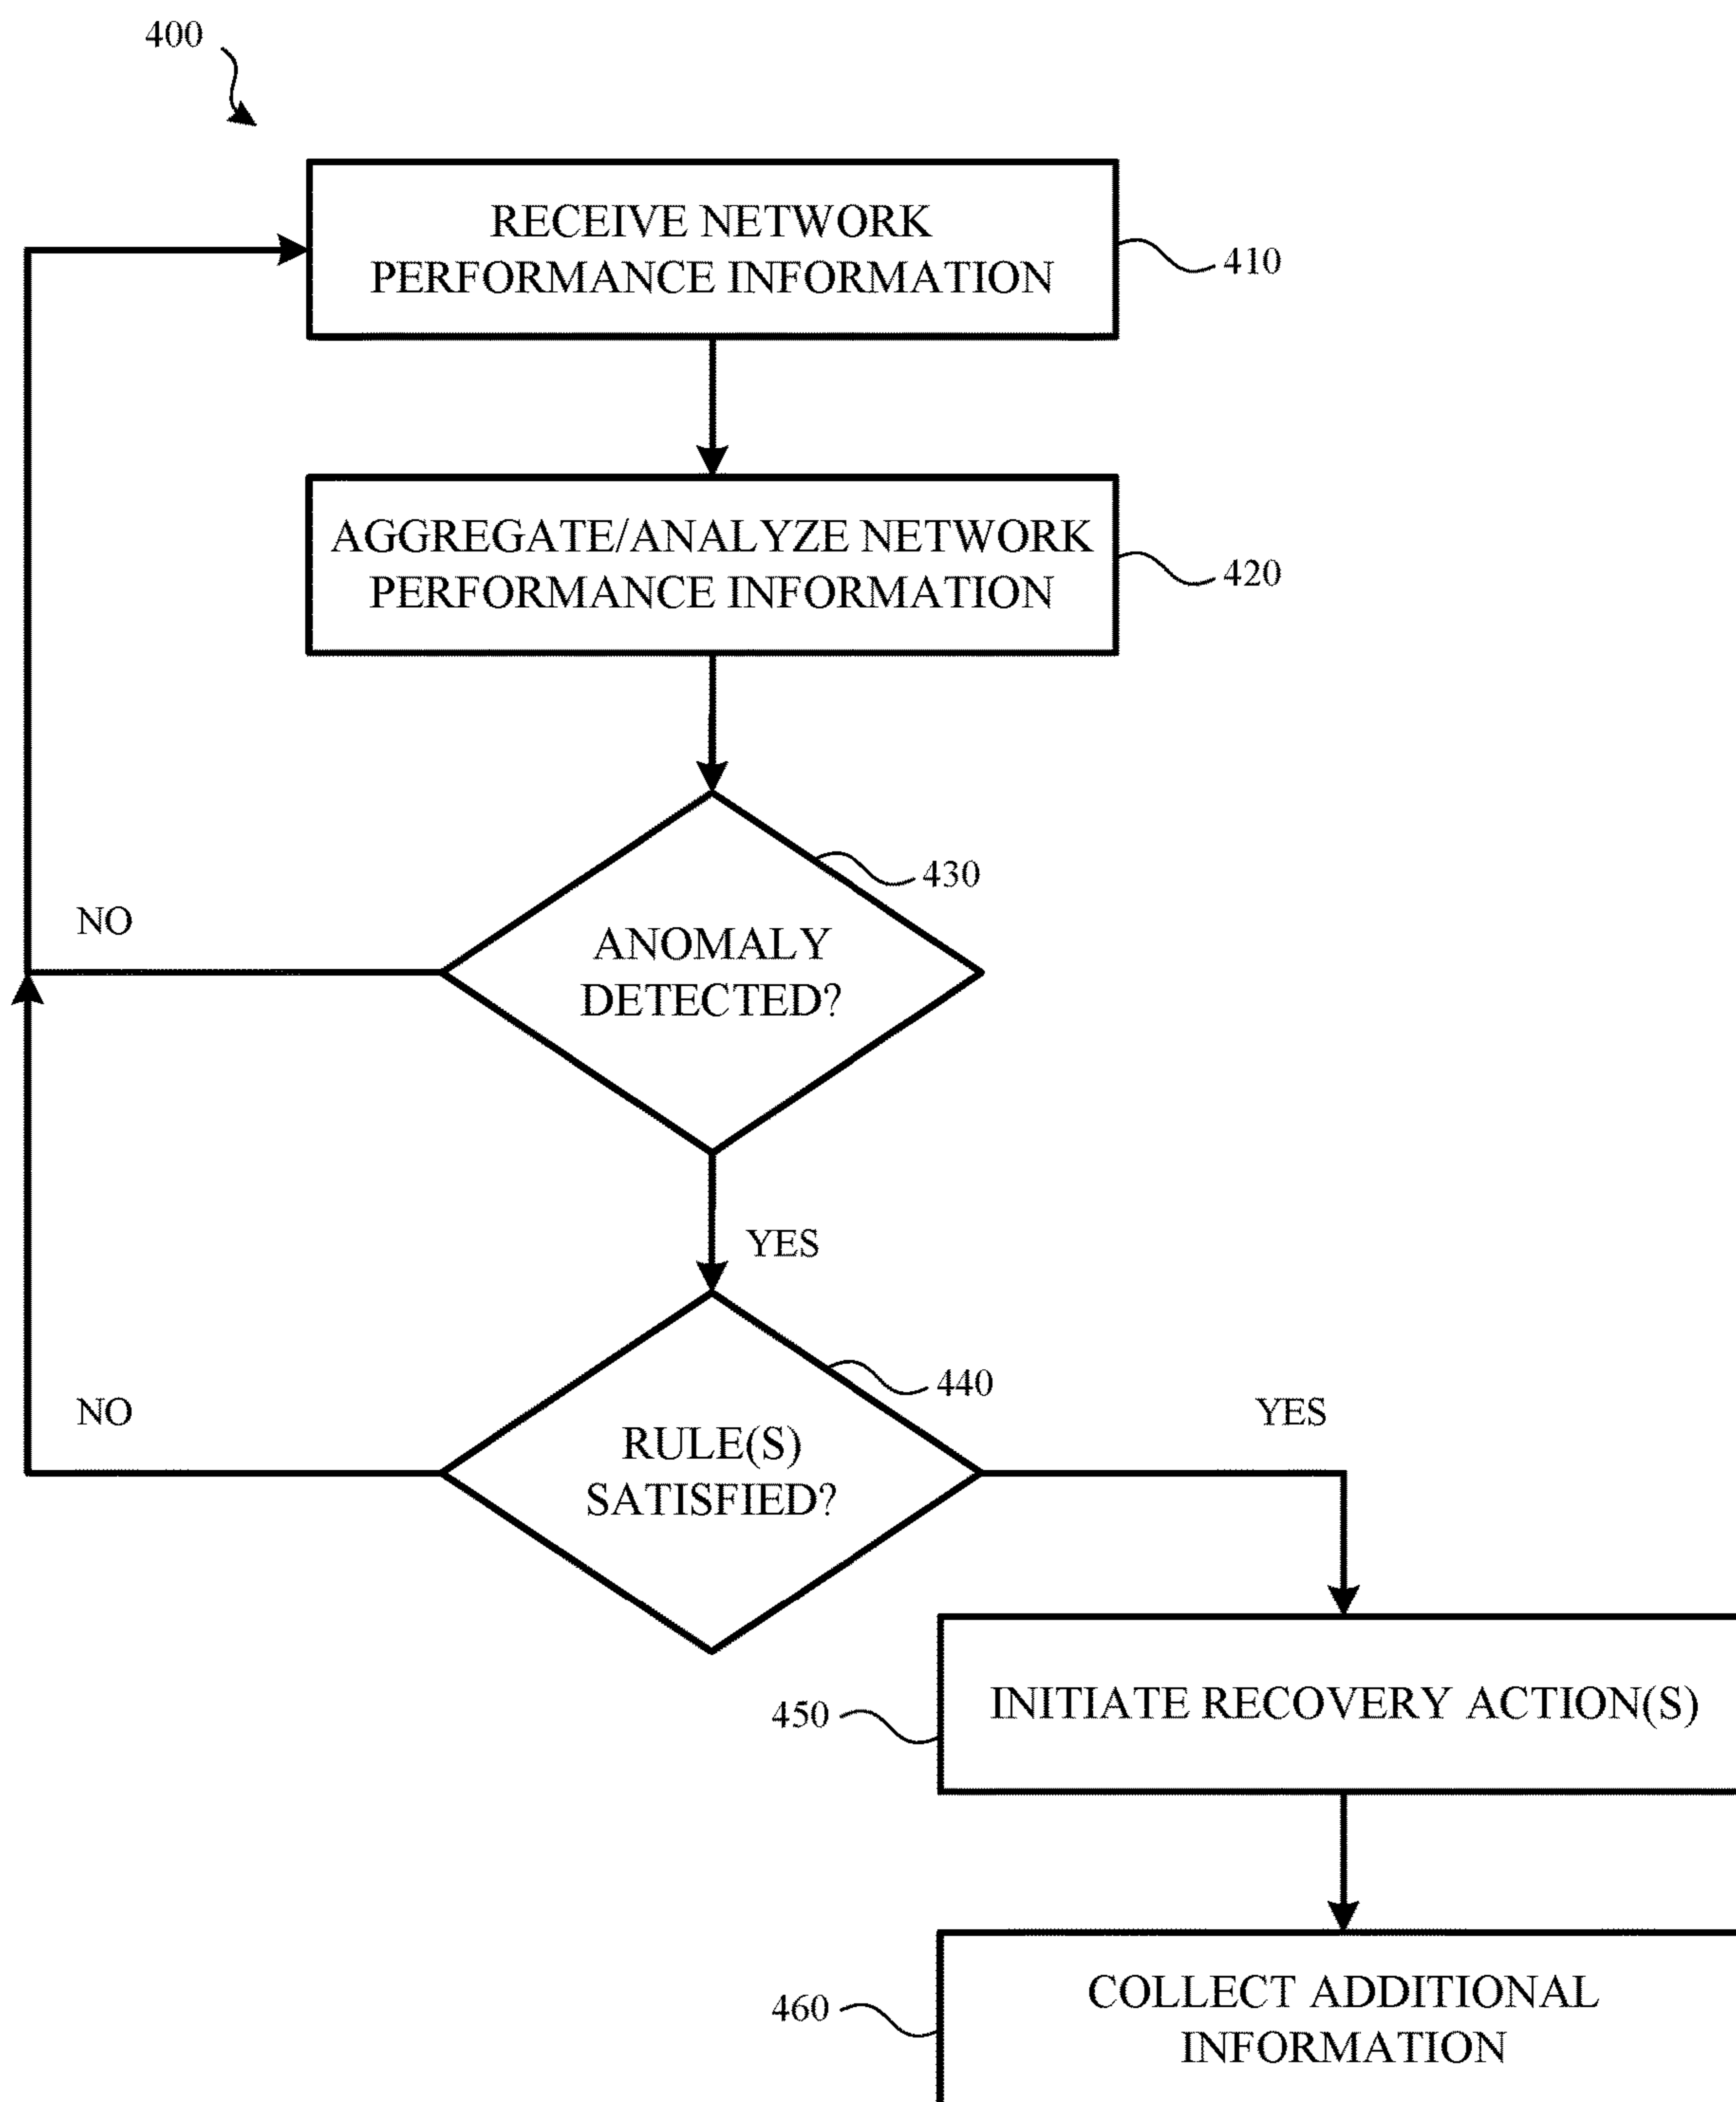 400
RECEIVE NETWORK
PERFORMANCE INFORMATION
410
AGGREGATE/ANALYZE NETWORK
PERFORMANCE INFORMATION
420
430
NO
ANOMALY
DETECTED?
YES
440
NO
YES
RULE(S)
SATISFIED?
INITIATE RECOVERY ACTION(S)
450
COLLECT ADDITIONAL
INFORMATION
460